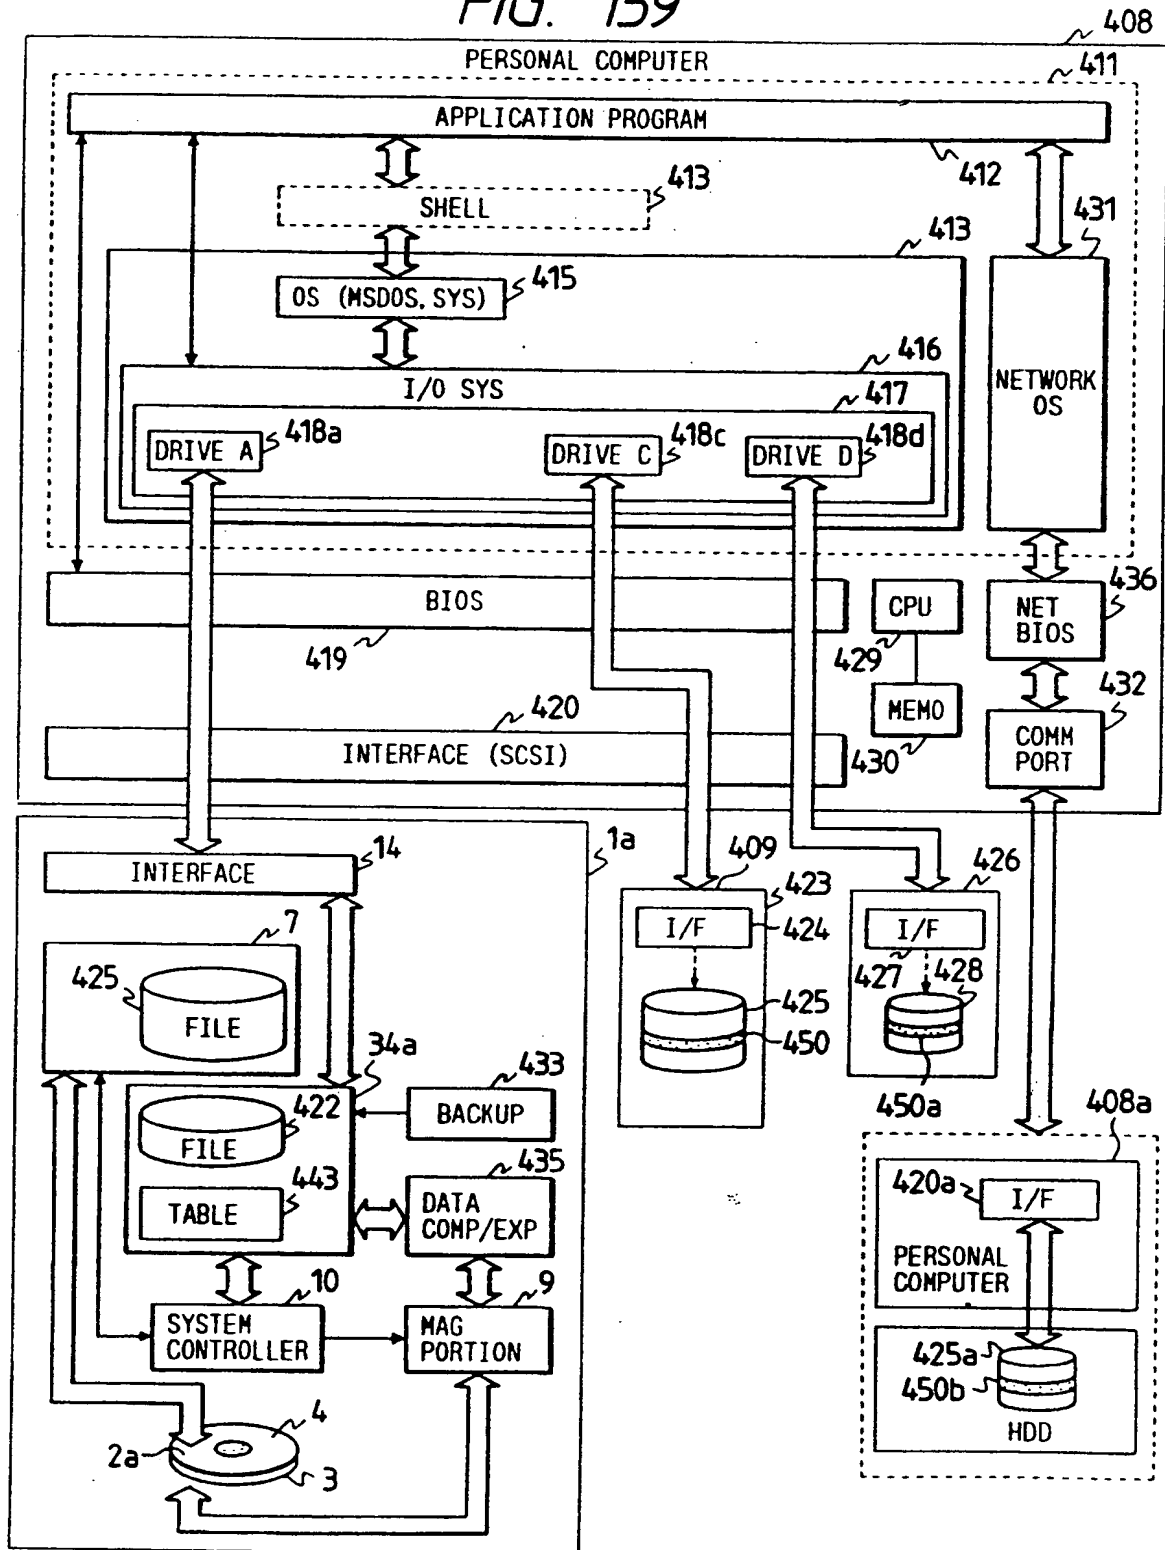 FIG. 159
408
PERSONAL COMPUTER
411
APPLICATION PROGRAM
412
413
SHELL
431
413
OS (MSDOS. SYS)
415
416
I/O SYS
417
NETWORK
OS
DRIVE A
418a
DRIVE C
418c
DRIVE D
418d
BIOS
419
CPU
429
NET
BIOS
436
MEMO
430
432
COMM
PORT
420
INTERFACE (SCSI)
1a
INTERFACE
14
7
425
FILE
34a
422
FILE
443
TABLE
433
BACKUP
435
DATA
COMP/EXP
10
SYSTEM
CONTROLLER
9
MAG
PORTION
4
2a
3
409
423
I/F
424
425
450
426
I/F
427
428
450a
408a
420a
I/F
PERSONAL
COMPUTER
425a
450b
HDD